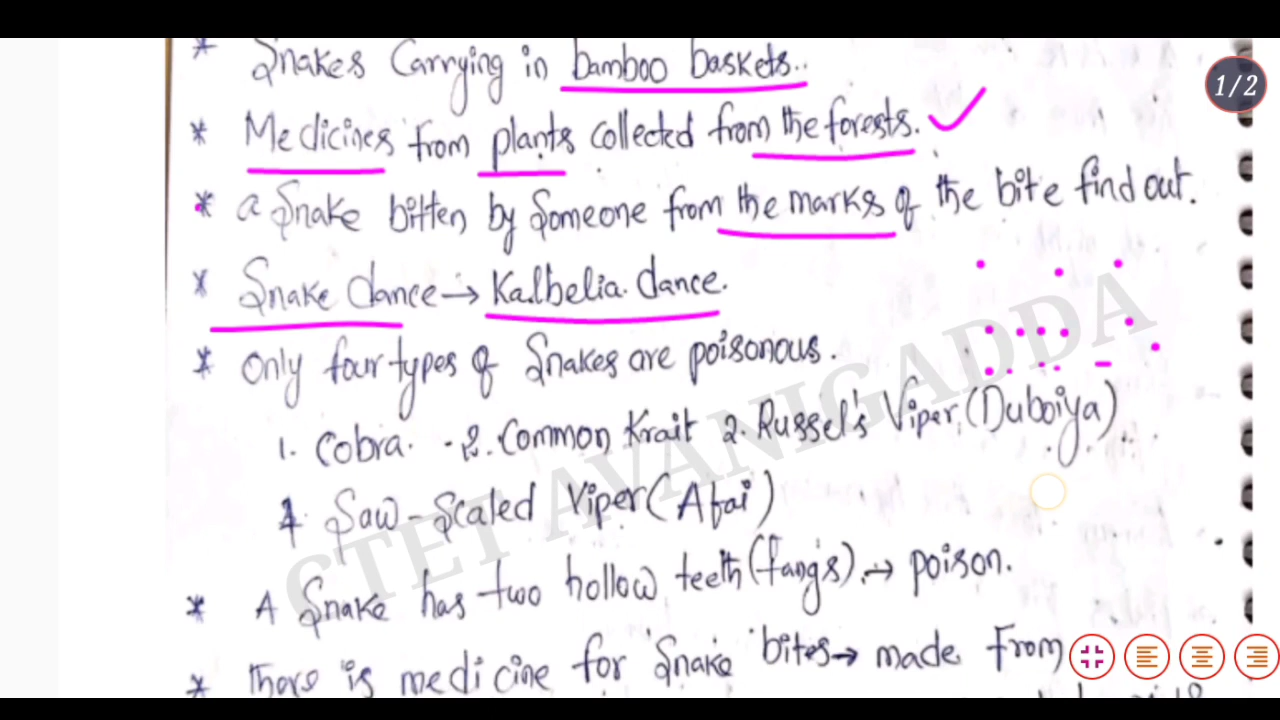 * Snakes Carrying in bamboo baskets..
1/2
* Medicines from plants collected from the forests.
* a Snake bitten by Someone from the marks of the bite find out.
* Snake dance → Kalbelia dance.
* Only four types of Snakes are poisonous.
1. Cobra. 2. Common Krait 2. Russel's Viper (Duboiya)
4 Saw-Scaled Viper (Afai)
* A Snake has two hollow teeth (fangs). → poison.
* There is medicine for Snake bites → made from
CTET AVANIGADDA